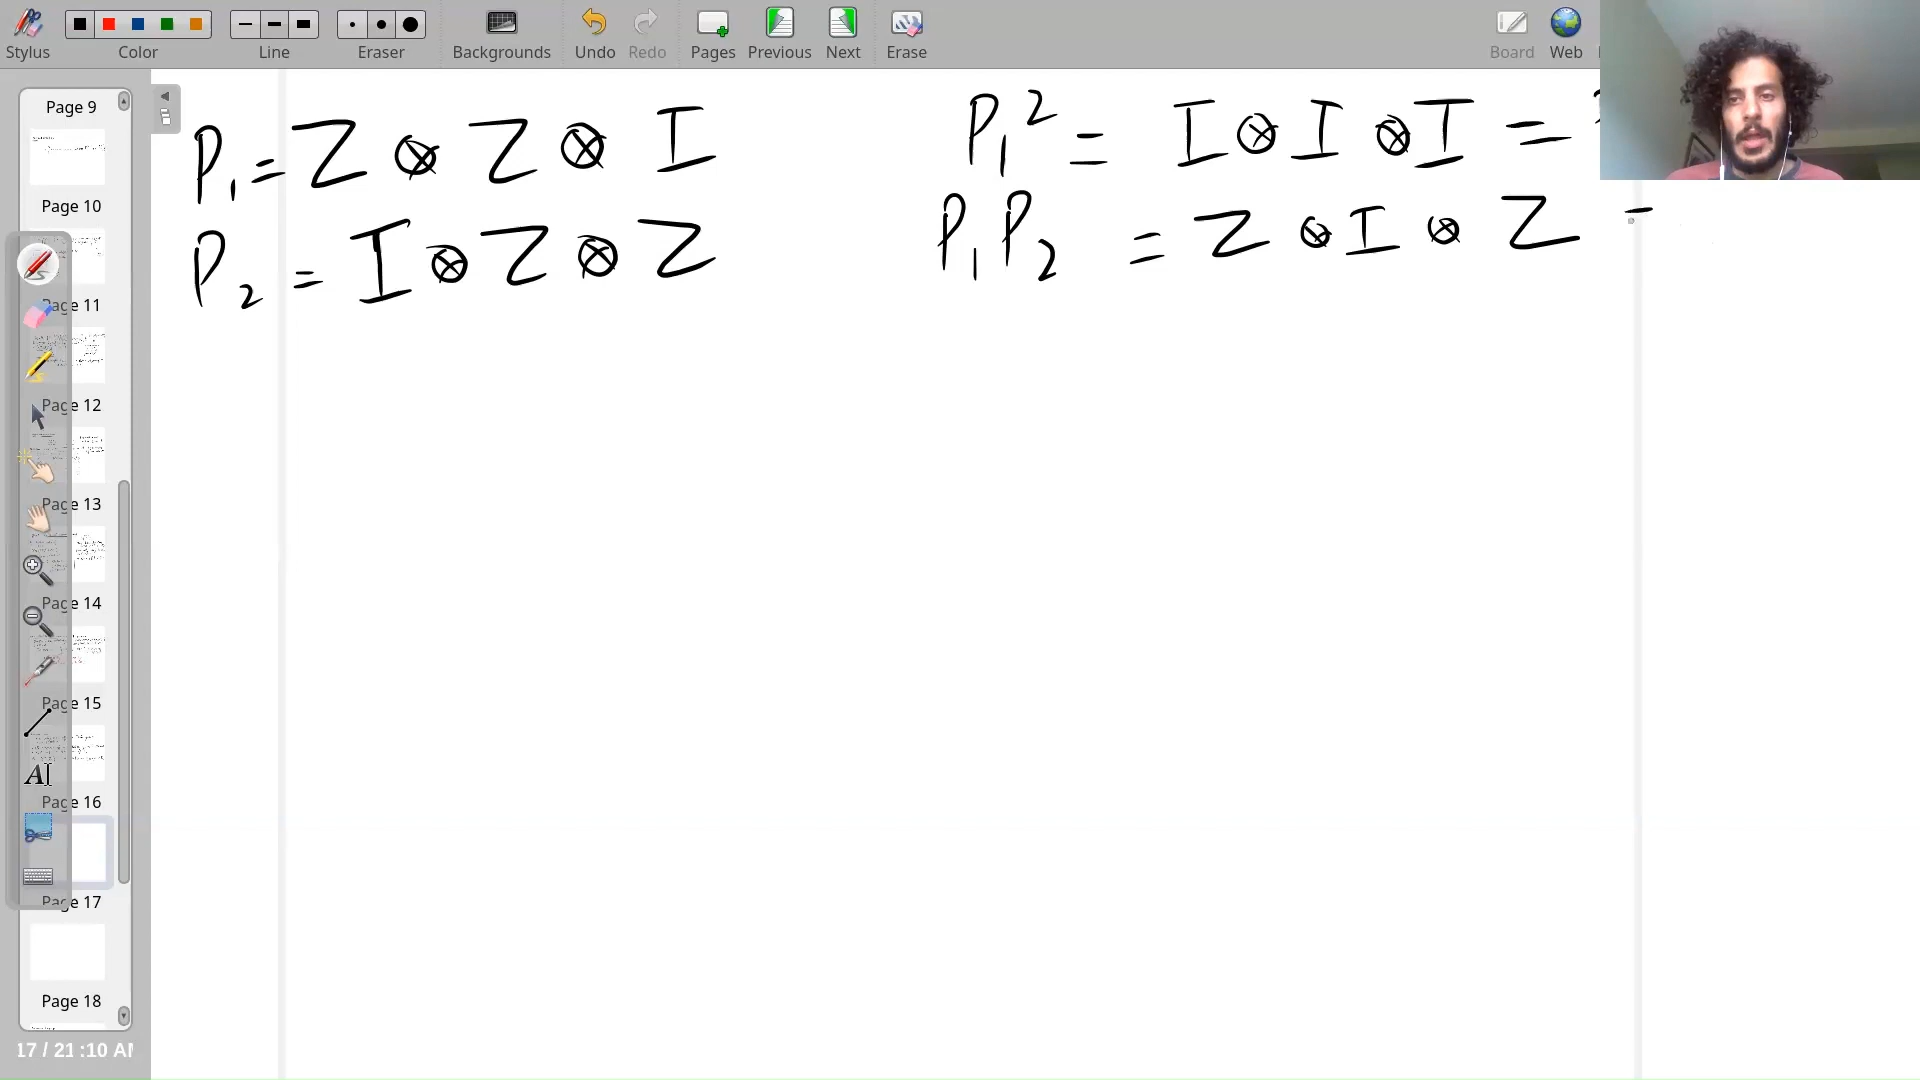 Stylus Color Line Eraser Backgrounds Undo Redo Pages Previous Next Erase Board Web
Page 9
Page 10
Page 11
Page 12
Page 13
Page 14
Page 15
Page 16
Page 17
Page 18
17 / 21 :10 AM
P₁ = Z ⊗ Z ⊗ I
P₂ = I ⊗ Z ⊗ Z
P₁² = I ⊗ I ⊗ I =
P₁P₂ = Z ⊗ I ⊗ Z =